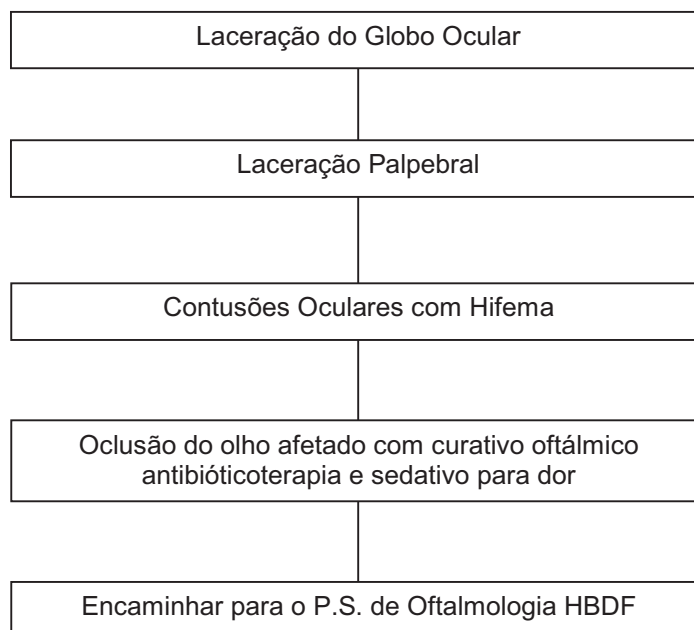 Laceração do Globo Ocular
Laceração Palpebral
Contusões Oculares com Hifema
Oclusão do olho afetado com curativo oftálmico
antibióticoterapia e sedativo para dor
Encaminhar para o P.S. de Oftalmologia HBDF